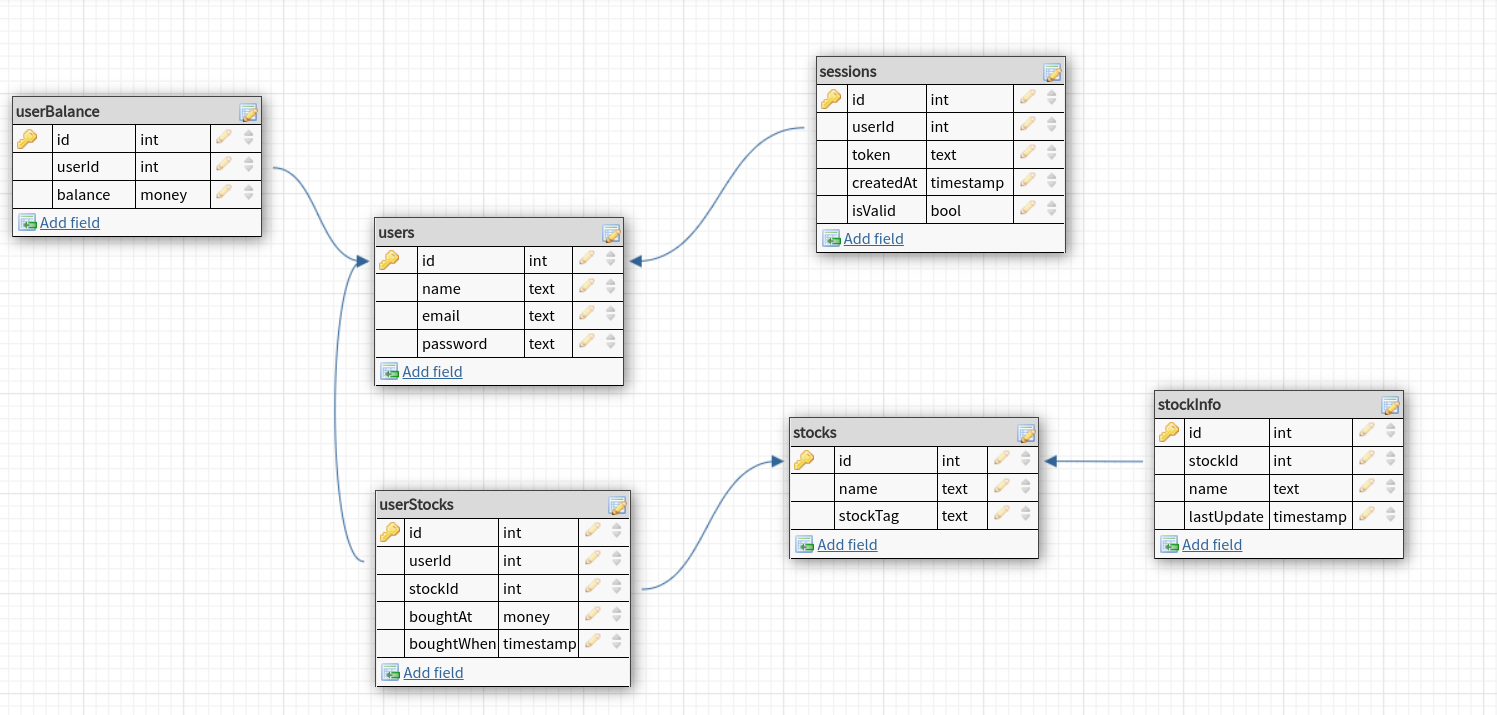 userBalance
id int
userId int
balance money
Add field
sessions
id int
userId int
token text
createdAt timestamp
isValid bool
Add field
users
id int
name text
email text
password text
Add field
stocks
id int
name text
stockTag text
Add field
stockInfo
id int
stockId int
name text
lastUpdate timestamp
Add field
userStocks
id int
userId int
stockId int
boughtAt money
boughtWhen timestamp
Add field